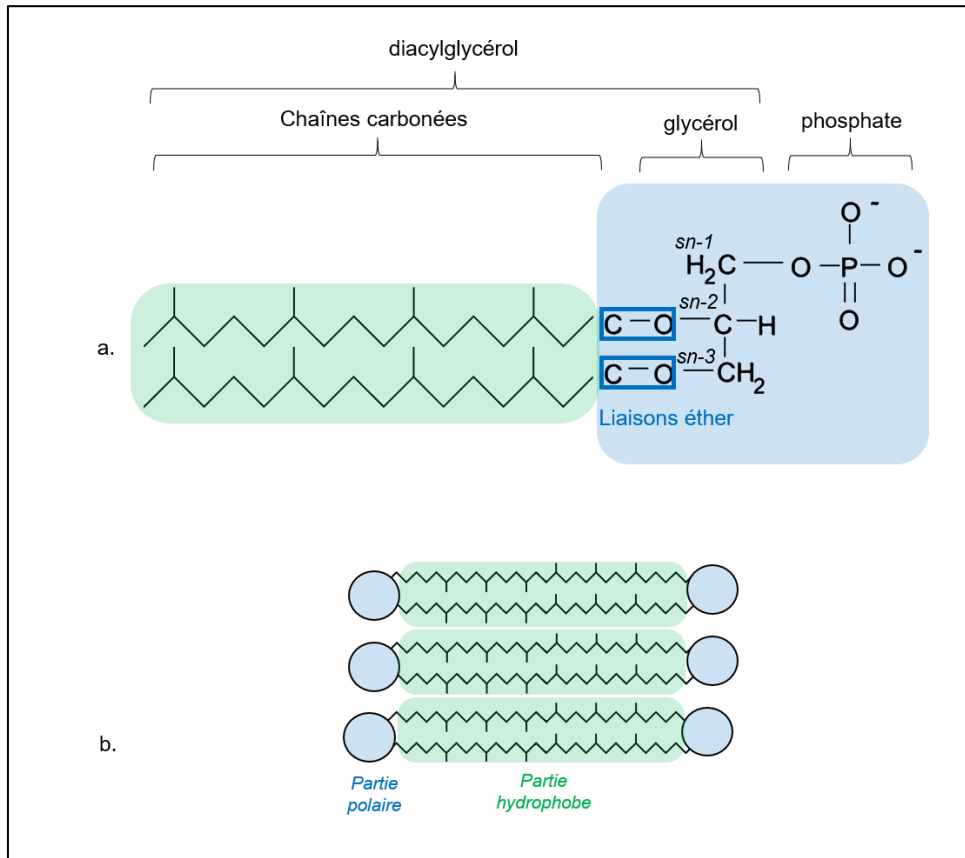 diacylglycérol
Chaînes carbonées
glycérol
phosphate
O⁻
sn-1
H₂C
O
P
O⁻
O
a.
C
O
sn-2
C
H
C
O
sn-3
CH₂
Liaisons éther
b.
Partie
polaire
Partie
hydrophobe